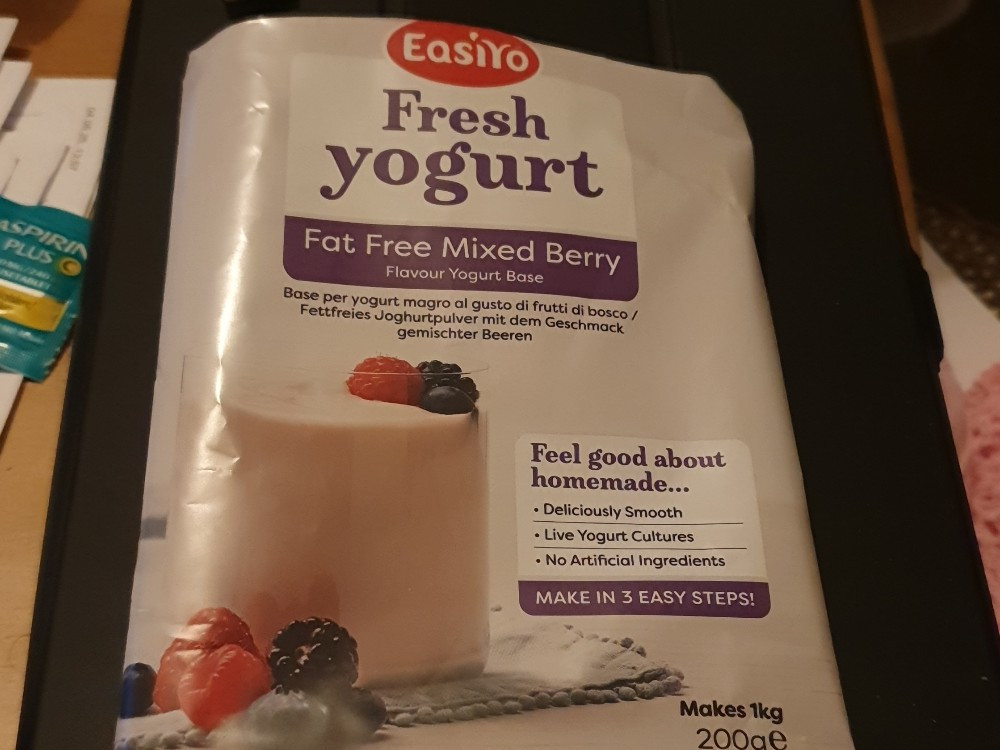 EasiYo
Fresh
yogurt
Fat Free Mixed Berry
Flavour Yogurt Base
Base per yogurt magro al gusto di frutti di bosco /
Fettfreies Joghurtpulver mit dem Geschmack
gemischter Beeren
Feel good about
homemade...
• Deliciously Smooth
• Live Yogurt Cultures
• No Artificial Ingredients
MAKE IN 3 EASY STEPS!
Makes 1kg
200g℮
ASPIRIN
PLUS C